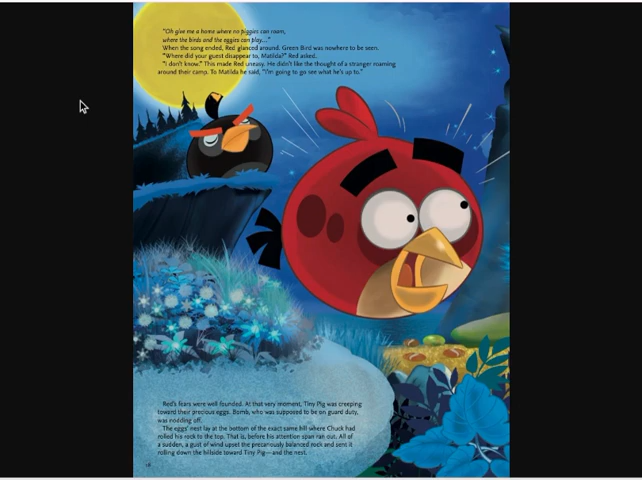 "Oh give me a home where no piggies can roam,
where the birds and the eggies can play...."
When the song ended, Red glanced around. Green Bird was nowhere to be seen.
"Where did your guest disappear to, Matilda?" Red asked.
"I don't know." This made Red uneasy. He didn't like the thought of a stranger roaming
around their camp. To Matilda he said, "I'm going to go see what he's up to."
Red's fears were well founded. At that very moment, Tiny Pig was creeping
toward their precious eggs. Bomb, who was supposed to be on guard duty,
was nodding off.
The eggs' nest lay at the bottom of the exact same hill where Chuck had
rolled his rock to the top. That is, before his attention span ran out. All of
a sudden, a gust of wind upset the precariously balanced rock and sent it
rolling down the hillside toward Tiny Pig—and the nest.